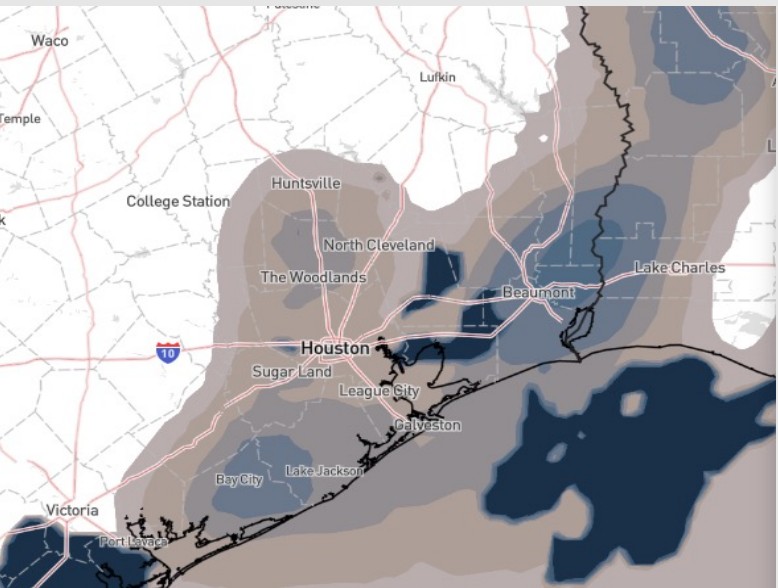 Palestine
Waco
Lufkin
Temple
Huntsville
College Station
k
L
North Cleveland
The Woodlands
Lake Charles
Beaumont
10
Houston
Sugar Land
League City
Galveston
Lake Jackson
Bay City
Victoria
Port Lavaca